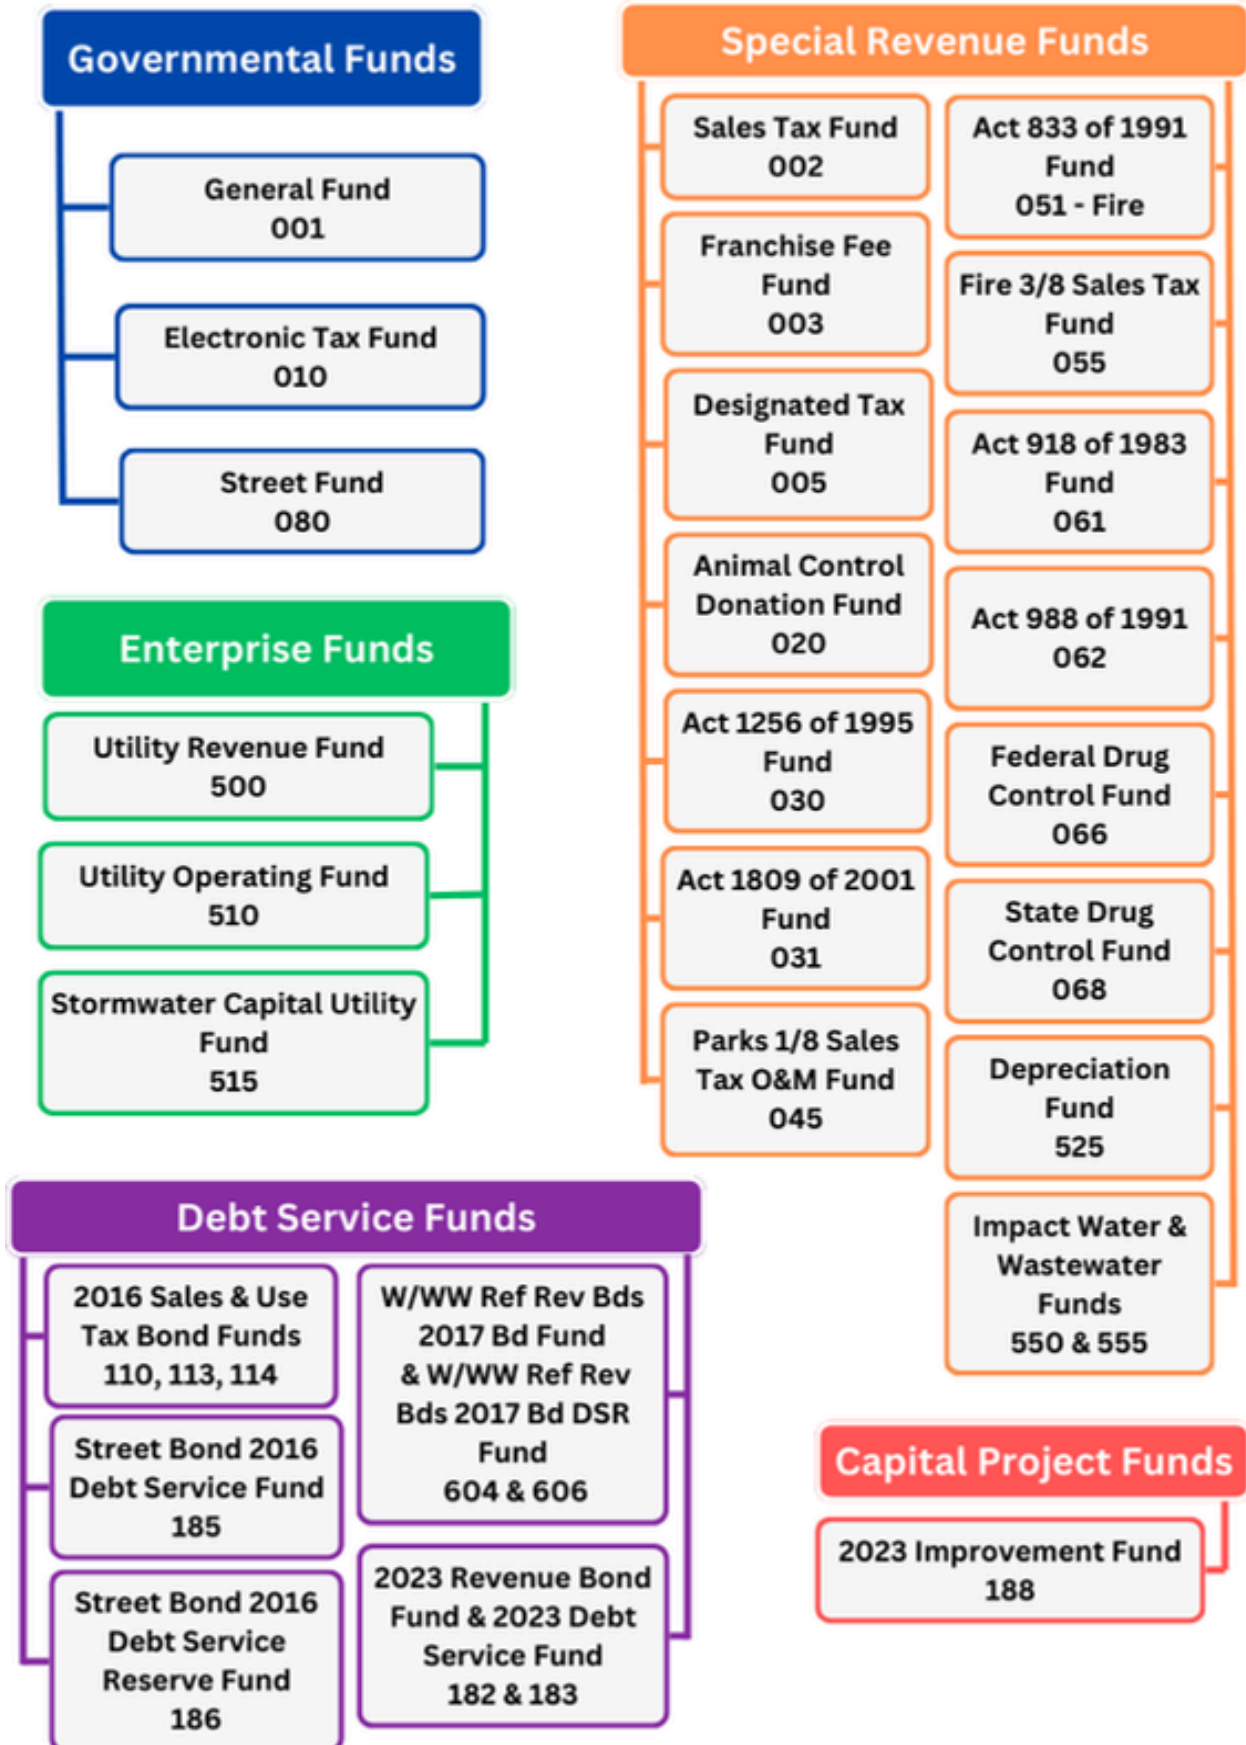 Governmental Funds
General Fund
001
Electronic Tax Fund
010
Street Fund
080
Enterprise Funds
Utility Revenue Fund
500
Utility Operating Fund
510
Stormwater Capital Utility
Fund
515
Special Revenue Funds
Sales Tax Fund
002
Franchise Fee
Fund
003
Designated Tax
Fund
005
Animal Control
Donation Fund
020
Act 1256 of 1995
Fund
030
Act 1809 of 2001
Fund
031
Parks 1/8 Sales
Tax O&M Fund
045
Act 833 of 1991
Fund
051 - Fire
Fire 3/8 Sales Tax
Fund
055
Act 918 of 1983
Fund
061
Act 988 of 1991
062
Federal Drug
Control Fund
066
State Drug
Control Fund
068
Depreciation
Fund
525
Impact Water &
Wastewater
Funds
550 & 555
Debt Service Funds
2016 Sales & Use
Tax Bond Funds
110, 113, 114
Street Bond 2016
Debt Service Fund
185
Street Bond 2016
Debt Service
Reserve Fund
186
W/WW Ref Rev Bds
2017 Bd Fund
& W/WW Ref Rev
Bds 2017 Bd DSR
Fund
604 & 606
2023 Revenue Bond
Fund & 2023 Debt
Service Fund
182 & 183
Capital Project Funds
2023 Improvement Fund
188